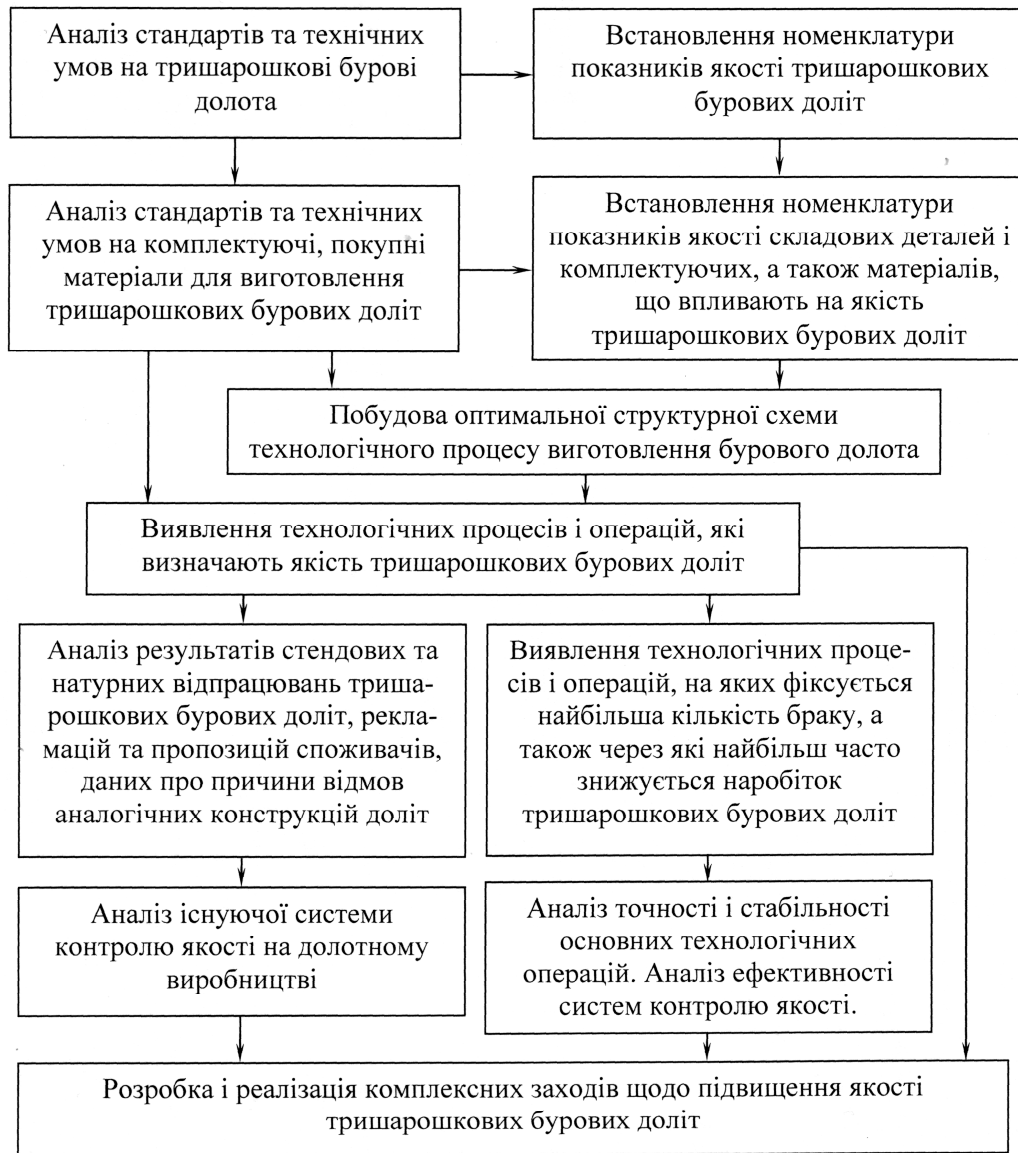 Аналіз стандартів та технічних
умов на тришарошкові бурові
долота
Встановлення номенклатури
показників якості тришарошкових
бурових доліт
Аналіз стандартів та технічних
умов на комплектуючі, покупні
матеріали для виготовлення
тришарошкових бурових доліт
Встановлення номенклатури
показників якості складових деталей і
комплектуючих, а також матеріалів,
що впливають на якість
тришарошкових бурових доліт
Побудова оптимальної структурної схеми
технологічного процесу виготовлення бурового долота
Виявлення технологічних процесів і операцій, які
визначають якість тришарошкових бурових доліт
Аналіз результатів стендових та
натурних відпрацювань триша-
рошкових бурових доліт, рекла-
мацій та пропозицій споживачів,
даних про причини відмов
аналогічних конструкцій доліт
Виявлення технологічних проце-
сів і операцій, на яких фіксується
найбільша кількість браку, а
також через які найбільш часто
знижується наробіток
тришарошкових бурових доліт
Аналіз існуючої системи
контролю якості на долотному
виробництві
Аналіз точності і стабільності
основних технологічних
операцій. Аналіз ефективності
систем контролю якості.
Розробка і реалізація комплексних заходів щодо підвищення якості
тришарошкових бурових доліт